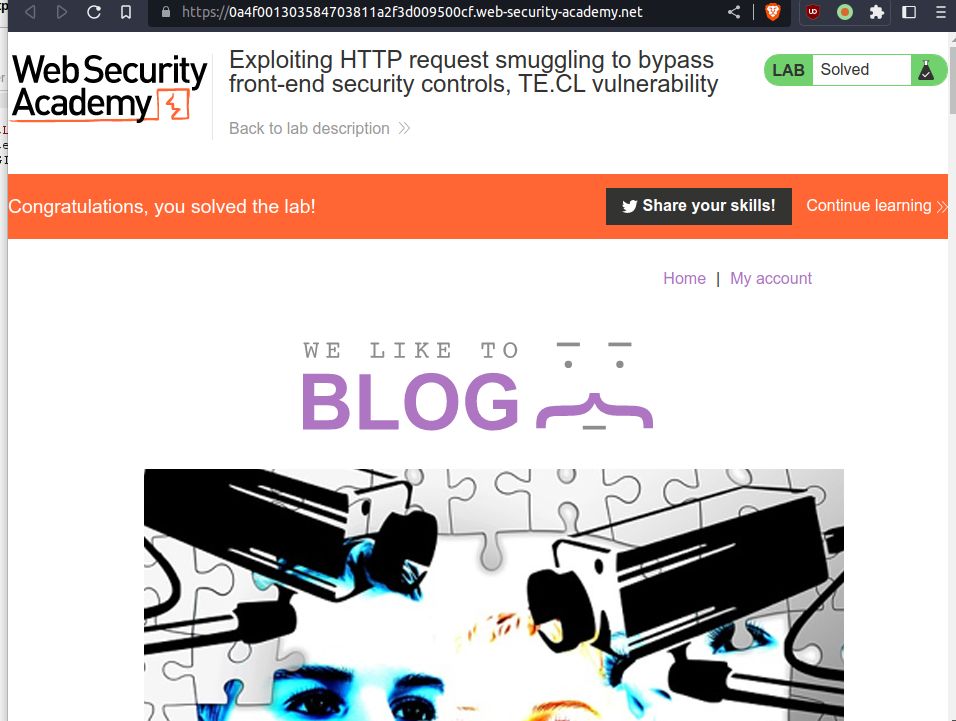 https://0a4f001303584703811a2f3d009500cf.web-security-academy.net
Web Security
Academy
Exploiting HTTP request smuggling to bypass
front-end security controls, TE.CL vulnerability
Back to lab description
LAB Solved
Congratulations, you solved the lab!
Share your skills!
Continue learning
Home | My account
WE LIKE TO
BLOG